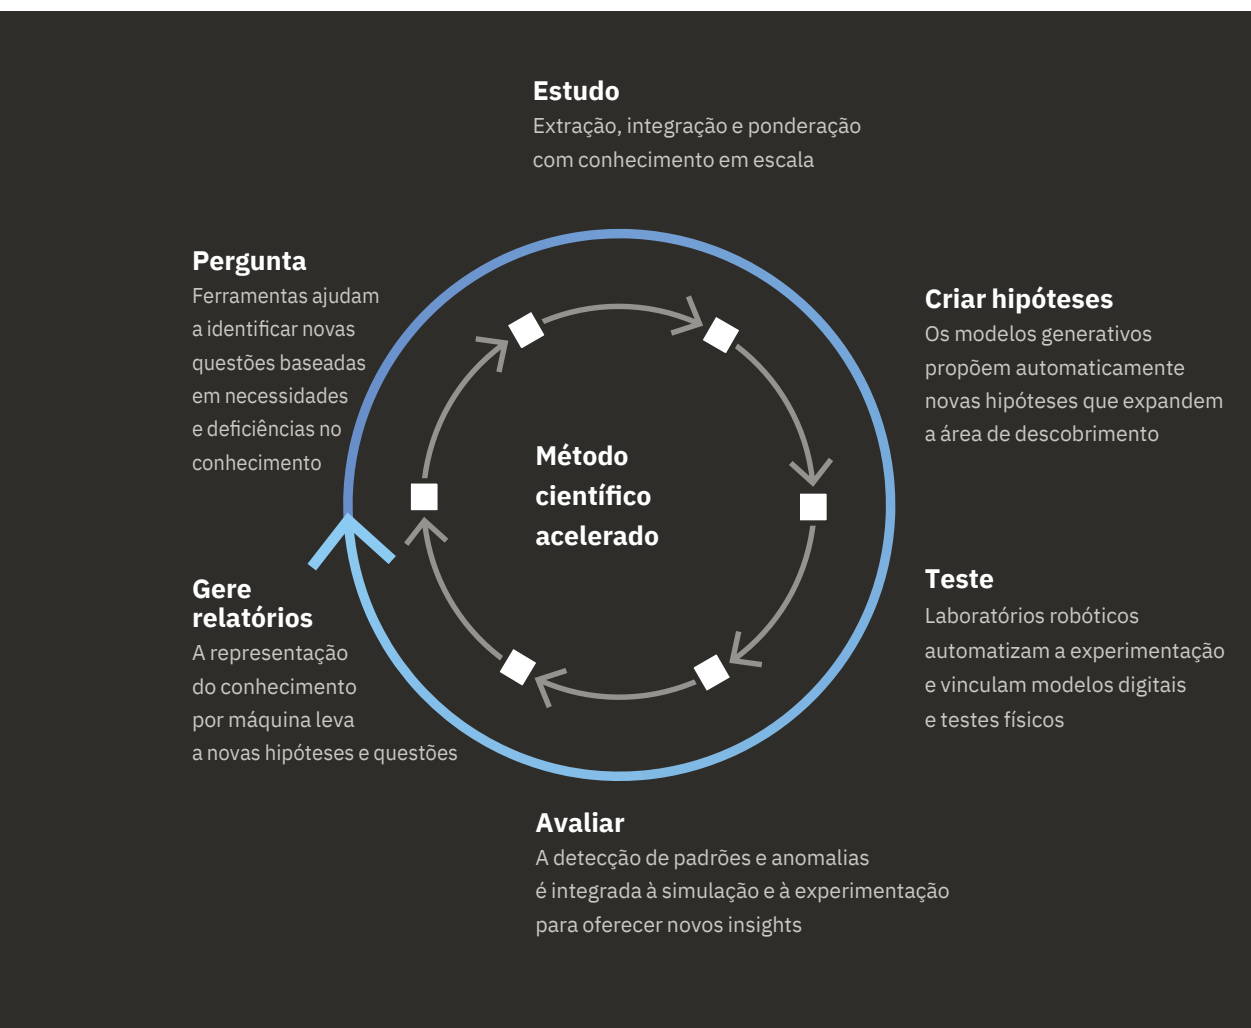 Estudo
Extração, integração e ponderação
com conhecimento em escala
Pergunta
Ferramentas ajudam
a identificar novas
questões baseadas
em necessidades
e deficiências no
conhecimento
Criar hipóteses
Os modelos generativos
propõem automaticamente
novas hipóteses que expandem
a área de descobrimento
Método
científico
acelerado
Teste
Laboratórios robóticos
automatizam a experimentação
e vinculam modelos digitais
e testes físicos
Gere
relatórios
A representação
do conhecimento
por máquina leva
a novas hipóteses e questões
Avaliar
A detecção de padrões e anomalias
é integrada à simulação e à experimentação
para oferecer novos insights